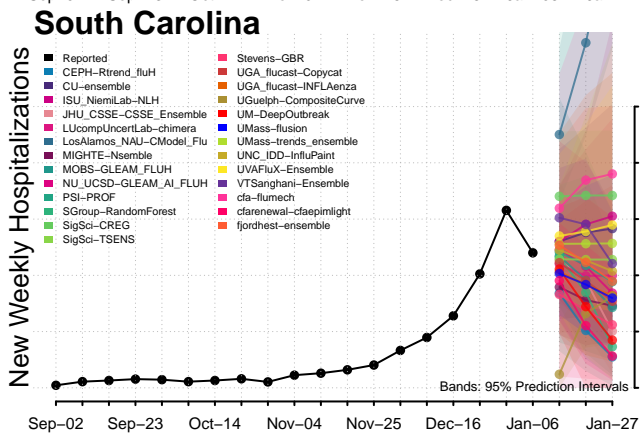 South Carolina
New Weekly Hospitalizations
Reported
CEPH−Rtrend_fluH
CU−ensemble
ISU_NiemiLab−NLH
JHU_CSSE−CSSE_Ensemble
LUcompUncertLab−chimera
LosAlamos_NAU−CModel_Flu
MIGHTE−Nsemble
MOBS−GLEAM_FLUH
NU_UCSD−GLEAM_AI_FLUH
PSI−PROF
SGroup−RandomForest
SigSci−CREG
SigSci−TSENS
Stevens−GBR
UGA_flucast−Copycat
UGA_flucast−INFLAenza
UGuelph−CompositeCurve
UM−DeepOutbreak
UMass−flusion
UMass−trends_ensemble
UNC_IDD−InfluPaint
UVAFluX−Ensemble
VTSanghani−Ensemble
cfa−flumech
cfarenewal−cfaepimlight
fjordhest−ensemble
Bands: 95% Prediction Intervals
Sep−02 Sep−23 Oct−14 Nov−04 Nov−25 Dec−16 Jan−06 Jan−27